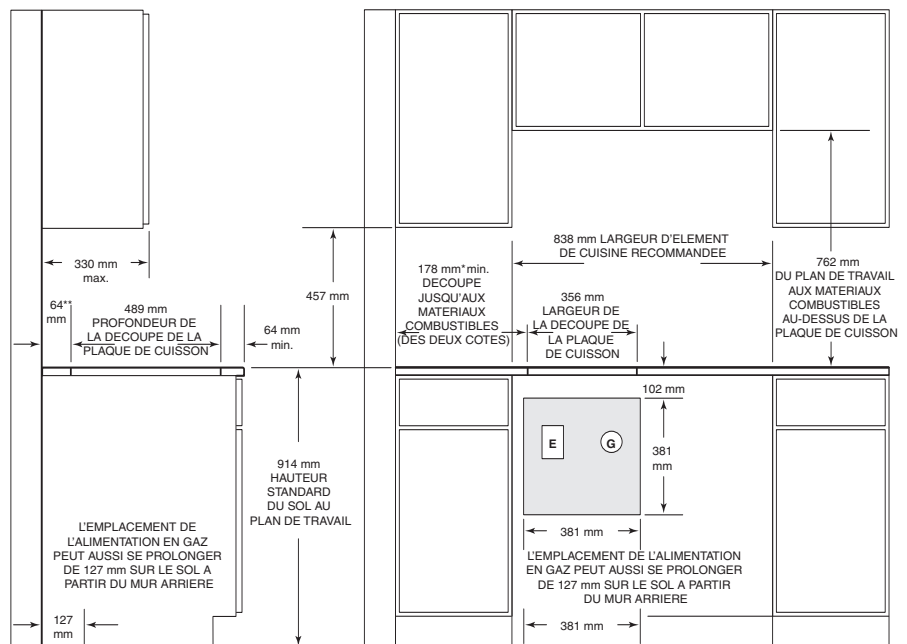 330 mm
max.
64**
mm
489 mm
PROFONDEUR DE
LA DECOUPE DE LA
PLAQUE DE CUISSON
64 mm
min.
457 mm
914 mm
HAUTEUR
STANDARD
DU SOL AU
PLAN DE TRAVAIL
L'EMPLACEMENT DE
L'ALIMENTATION EN GAZ
PEUT AUSSI SE PROLONGER
DE 127 mm SUR LE SOL A
PARTIR DU MUR ARRIERE
127
mm
838 mm LARGEUR D'ELEMENT
DE CUISINE RECOMMANDEE
178 mm*min.
DECOUPE
JUSQU'AUX
MATERIAUX
COMBUSTIBLES
(DES DEUX COTES)
356 mm
LARGEUR DE
LA DECOUPE DE
LA PLAQUE
DE CUISSON
762 mm
DU PLAN DE TRAVAIL
AUX MATERIAUX
COMBUSTIBLES
AU-DESSUS DE LA
PLAQUE DE CUISSON
102 mm
E
G
381
mm
381 mm
L'EMPLACEMENT DE L'ALIMENTATION
EN GAZ PEUT AUSSI SE PROLONGER
DE 127 mm SUR LE SOL A PARTIR
DU MUR ARRIERE
381 mm